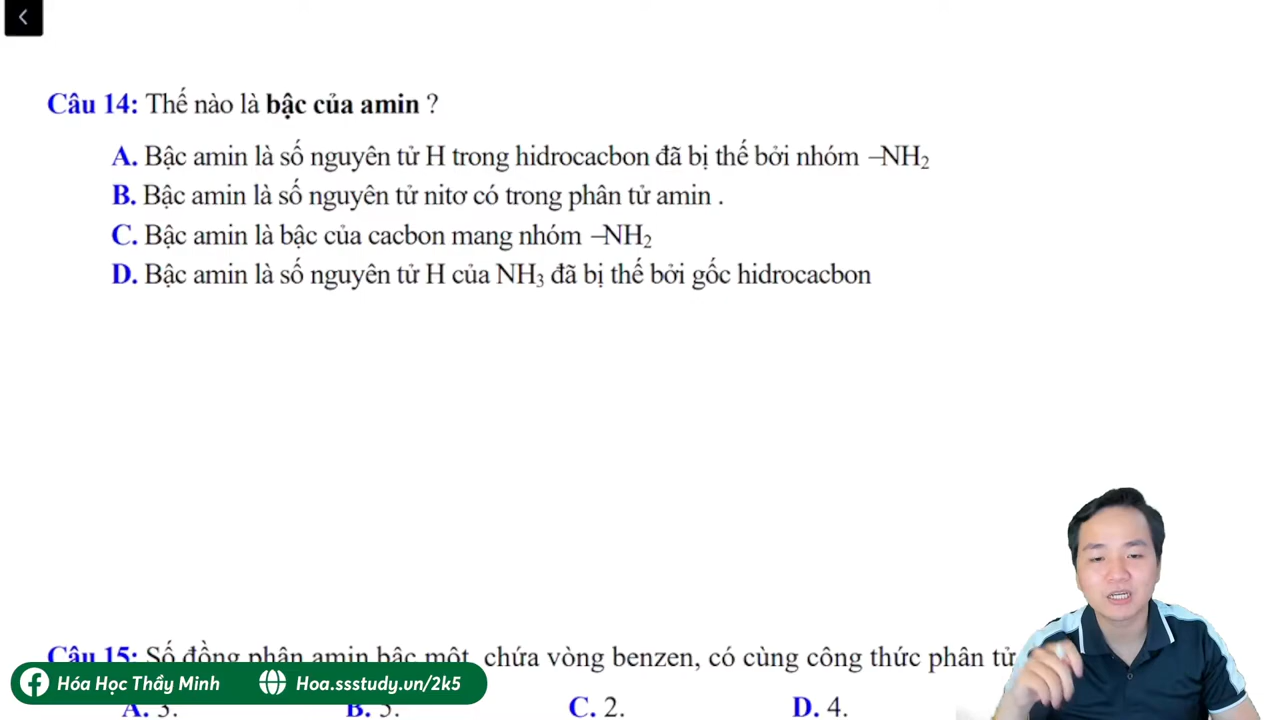 Câu 14: Thế nào là bậc của amin ?
A. Bậc amin là số nguyên tử H trong hidrocacbon đã bị thế bởi nhóm –NH₂
B. Bậc amin là số nguyên tử nitơ có trong phân tử amin .
C. Bậc amin là bậc của cacbon mang nhóm –NH₂
D. Bậc amin là số nguyên tử H của NH₃ đã bị thế bởi gốc hidrocacbon
Câu 15: Số đồng phân amin bậc một, chứa vòng benzen, có cùng công thức phân tử
A. 3. B. 5. C. 2. D. 4.
Hóa Học Thầy Minh Hoa.ssstudy.vn/2k5